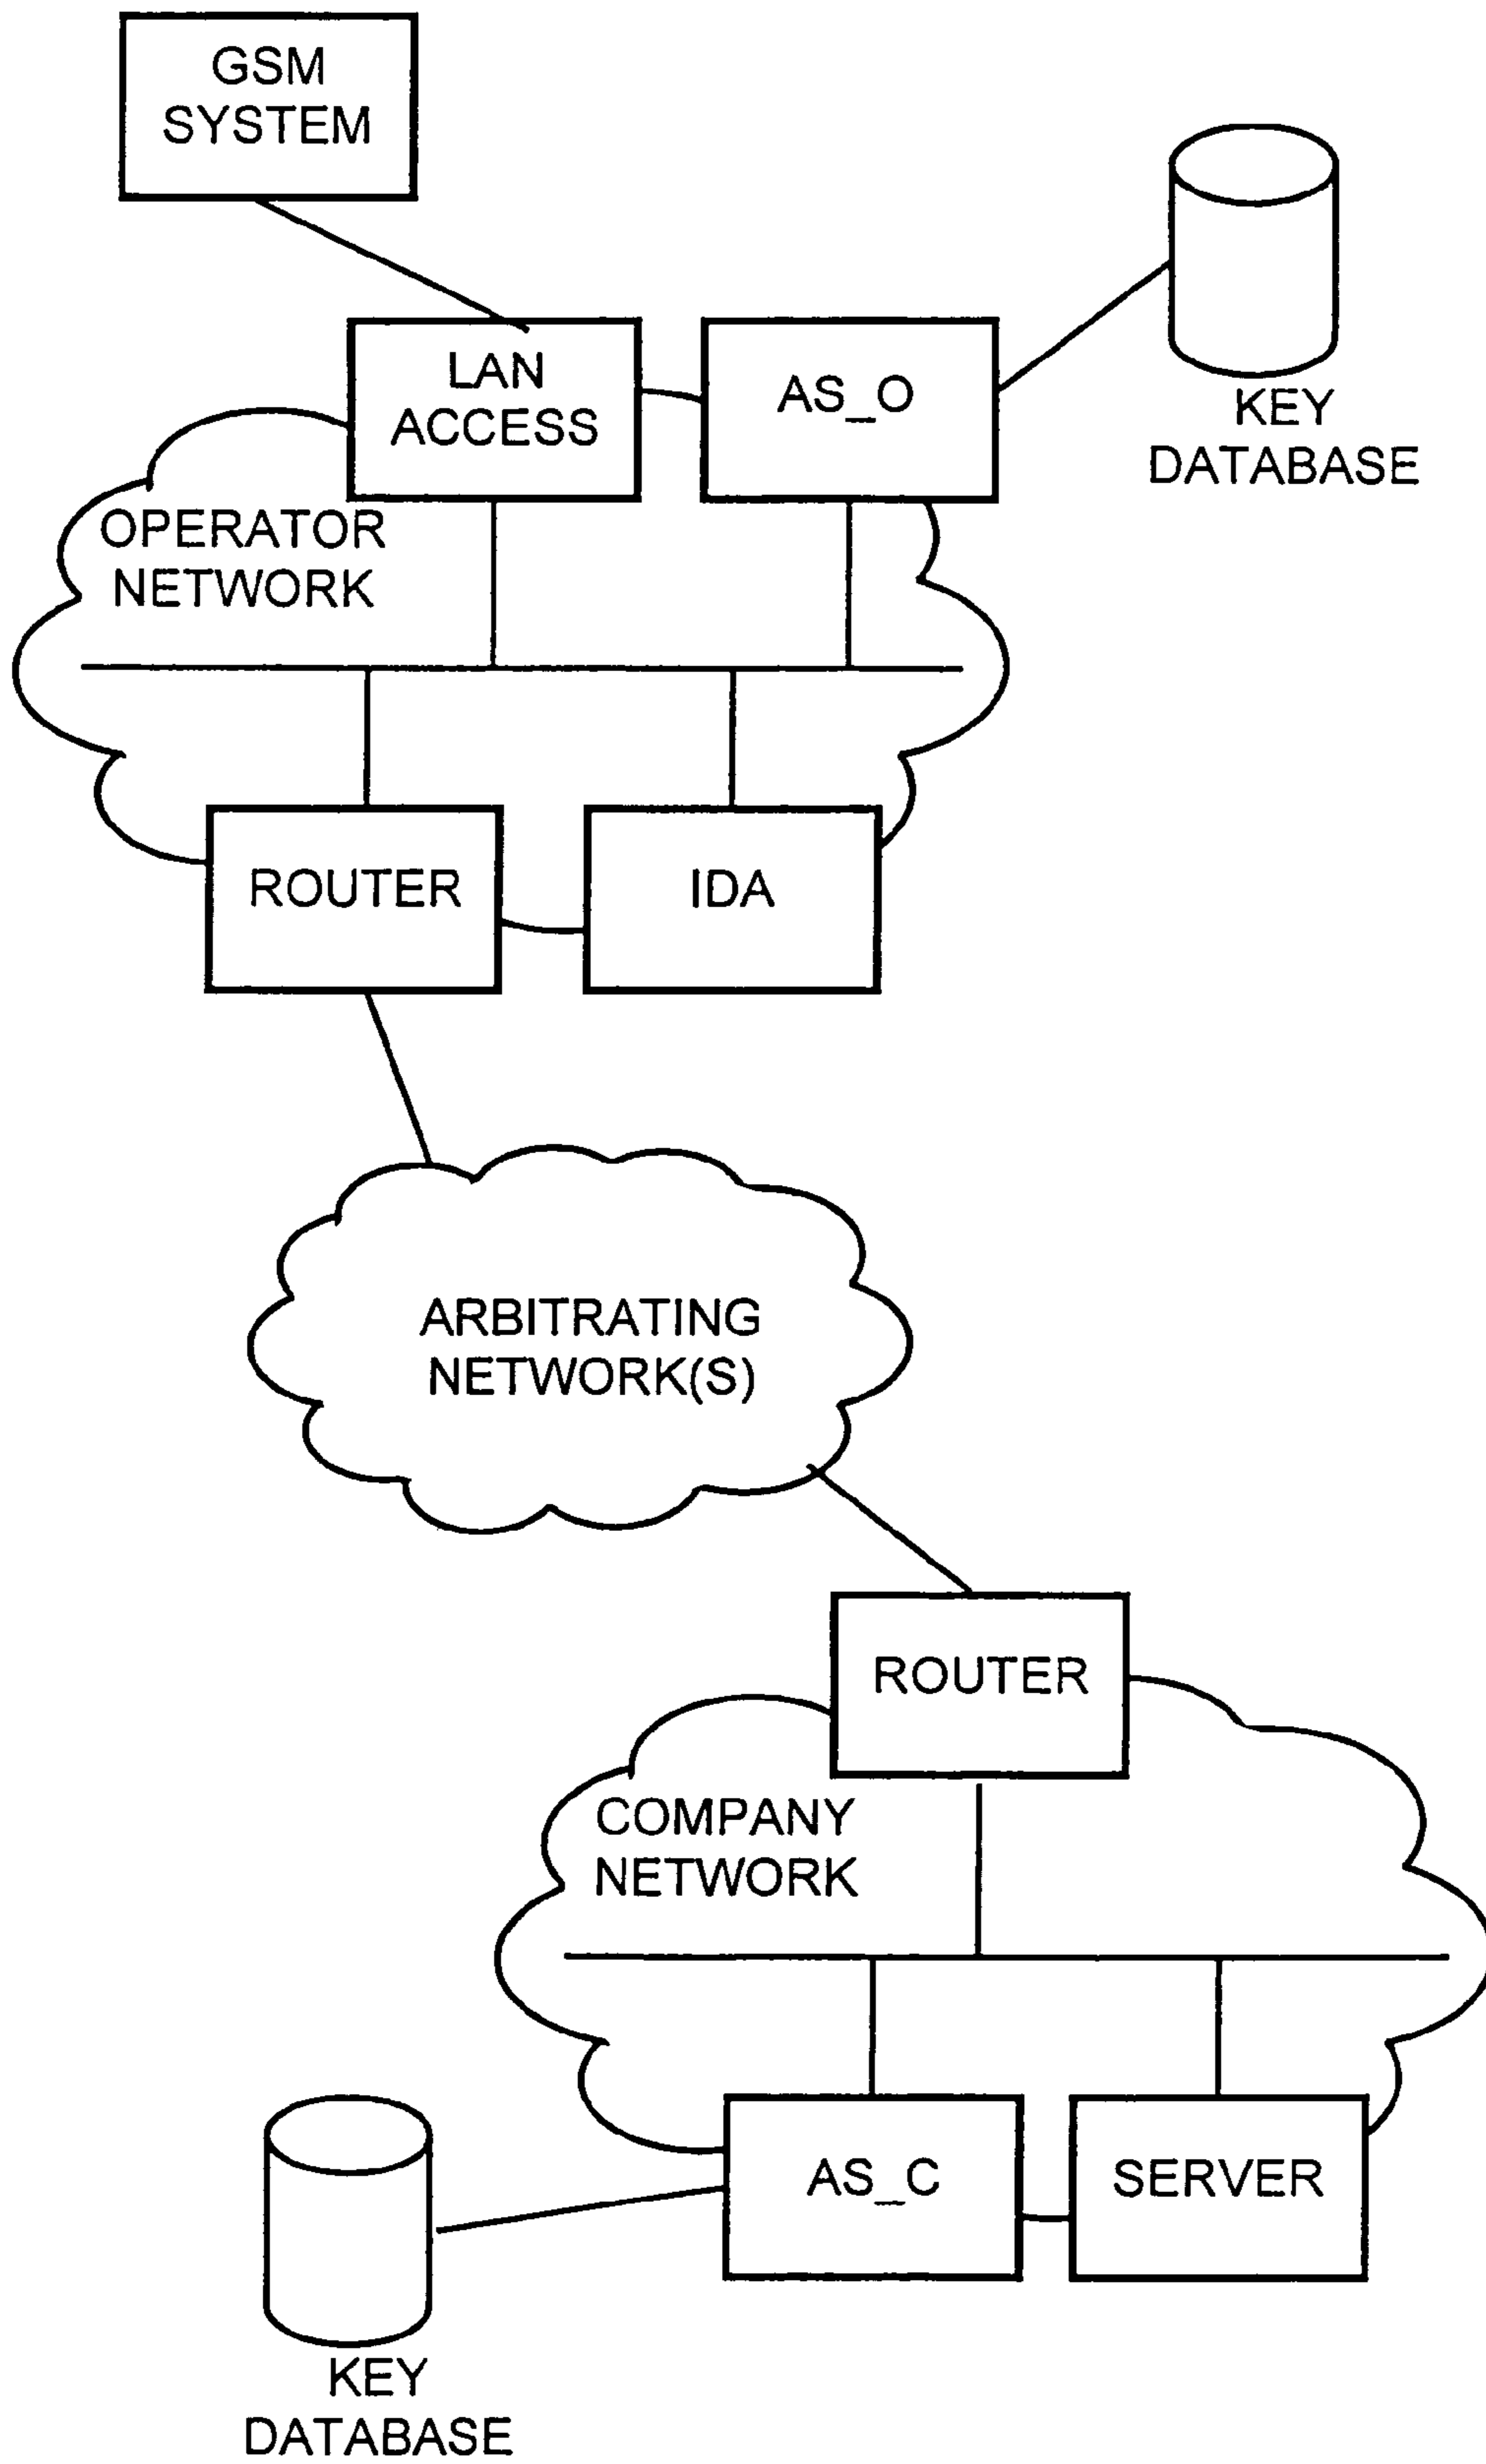 GSM
SYSTEM
LAN
ACCESS
AS_O
KEY
DATABASE
OPERATOR
NETWORK
ROUTER
IDA
ARBITRATING
NETWORK(S)
ROUTER
COMPANY
NETWORK
AS_C
SERVER
KEY
DATABASE